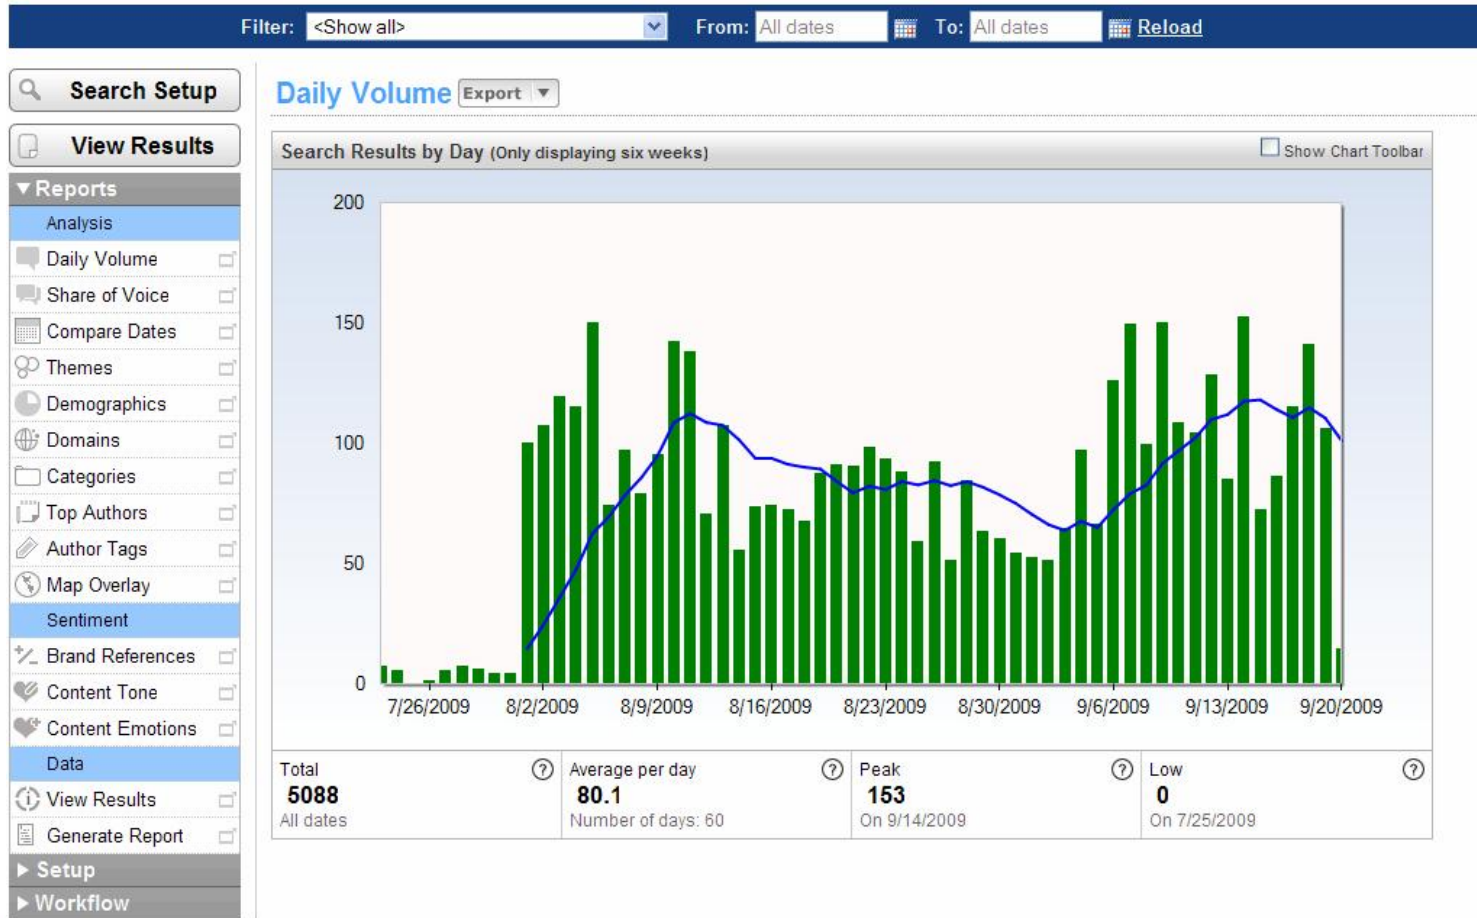 Filter: <Show all> From: All dates To: All dates Reload
Search Setup
View Results
Reports
Analysis
Daily Volume
Share of Voice
Compare Dates
Themes
Demographics
Domains
Categories
Top Authors
Author Tags
Map Overlay
Sentiment
Brand References
Content Tone
Content Emotions
Data
View Results
Generate Report
Setup
Workflow
Daily Volume Export
Search Results by Day (Only displaying six weeks) Show Chart Toolbar
200
150
100
50
0
7/26/2009 8/2/2009 8/9/2009 8/16/2009 8/23/2009 8/30/2009 9/6/2009 9/13/2009 9/20/2009
Total ? Average per day ? Peak ? Low ?
5088 80.1 153 0
All dates Number of days: 60 On 9/14/2009 On 7/25/2009